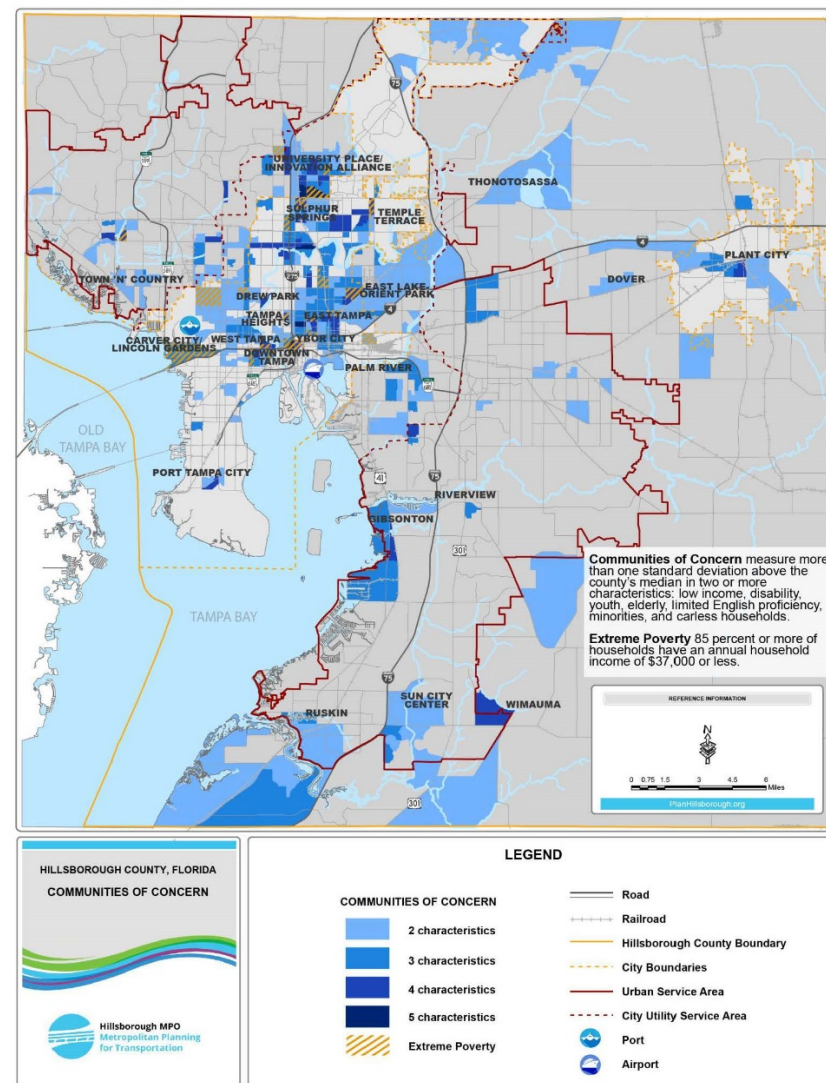 UNIVERSITY PLACE/
INNOVATION ALLIANCE
THONOTOSASSA
SULPHUR
SPRINGS
TEMPLE
TERRACE
PLANT CITY
TOWN 'N' COUNTRY
DOVER
DREW PARK
EAST LAKE-
ORIENT PARK
TAMPA
HEIGHTS
EAST TAMPA
CARVER CITY/
LINCOLN GARDENS
WEST TAMPA
YBOR CITY
DOWNTOWN
TAMPA
PALM RIVER
OLD
TAMPA BAY
PORT TAMPA CITY
RIVERVIEW
GIBSONTON
TAMPA BAY
SUN CITY
CENTER
WIMAUMA
RUSKIN
75
4
4
75
75
75
41
301
301
Communities of Concern measure more
than one standard deviation above the
county's median in two or more
characteristics: low income, disability,
youth, elderly, limited English proficiency,
minorities, and carless households.
Extreme Poverty 85 percent or more of
households have an annual household
income of $37,000 or less.
REFERENCE INFORMATION
N
0 0.75 1.5 3 4.5 6
Miles
PlanHillsborough.org
HILLSBOROUGH COUNTY, FLORIDA
COMMUNITIES OF CONCERN
Hillsborough MPO
Metropolitan Planning
for Transportation
LEGEND
COMMUNITIES OF CONCERN
2 characteristics
3 characteristics
4 characteristics
5 characteristics
Extreme Poverty
Road
Railroad
Hillsborough County Boundary
City Boundaries
Urban Service Area
City Utility Service Area
Port
Airport